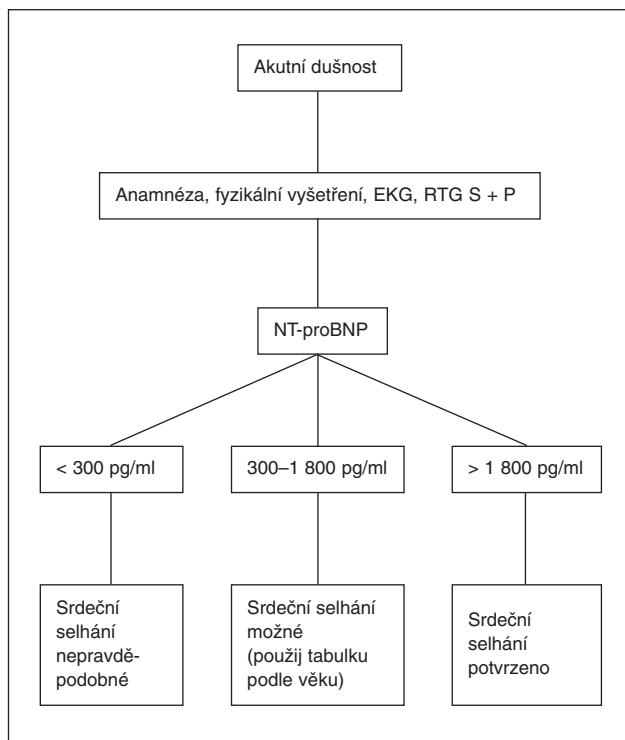 Akutní dušnost
Anamnéza, fyzikální vyšetření, EKG, RTG S + P
NT-proBNP
< 300 pg/ml
300–1 800 pg/ml
> 1 800 pg/ml
Srdeční
selhání
nepravdě-
podobné
Srdeční selhání
možné
(použij tabulku
podle věku)
Srdeční
selhání
potvrzeno